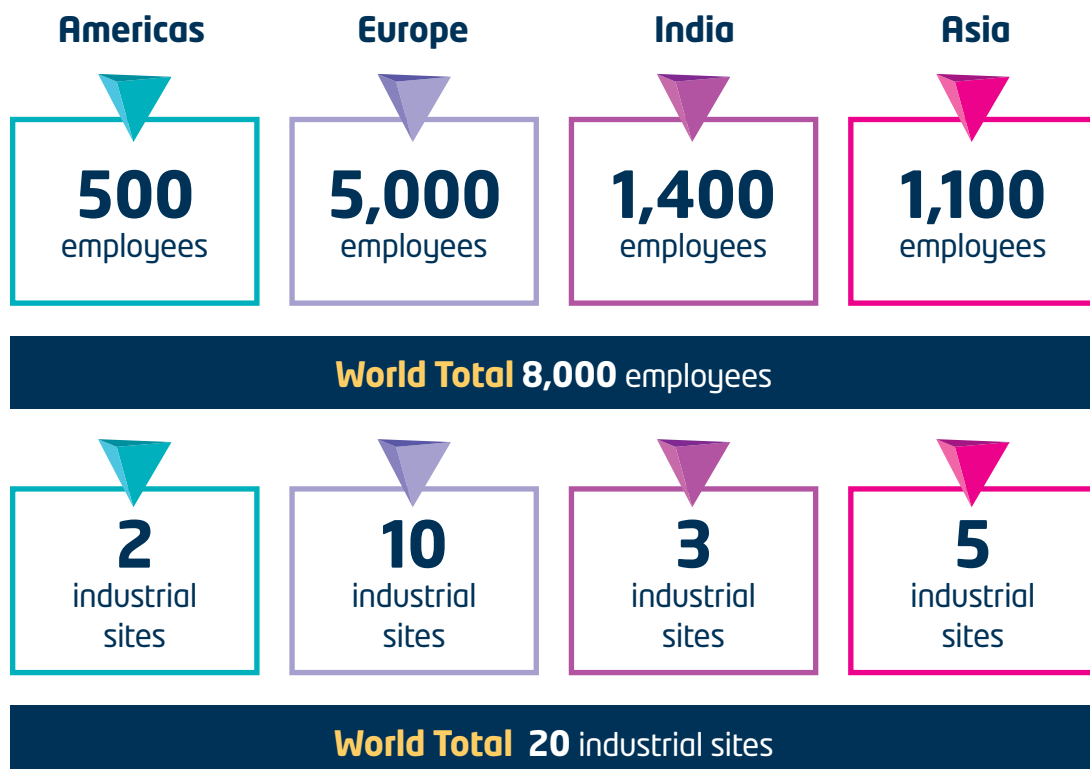 Americas Europe India Asia
500 5,000 1,400 1,100
employees employees employees employees
World Total 8,000 employees
2 10 3 5
industrial industrial industrial industrial
sites sites sites sites
World Total 20 industrial sites